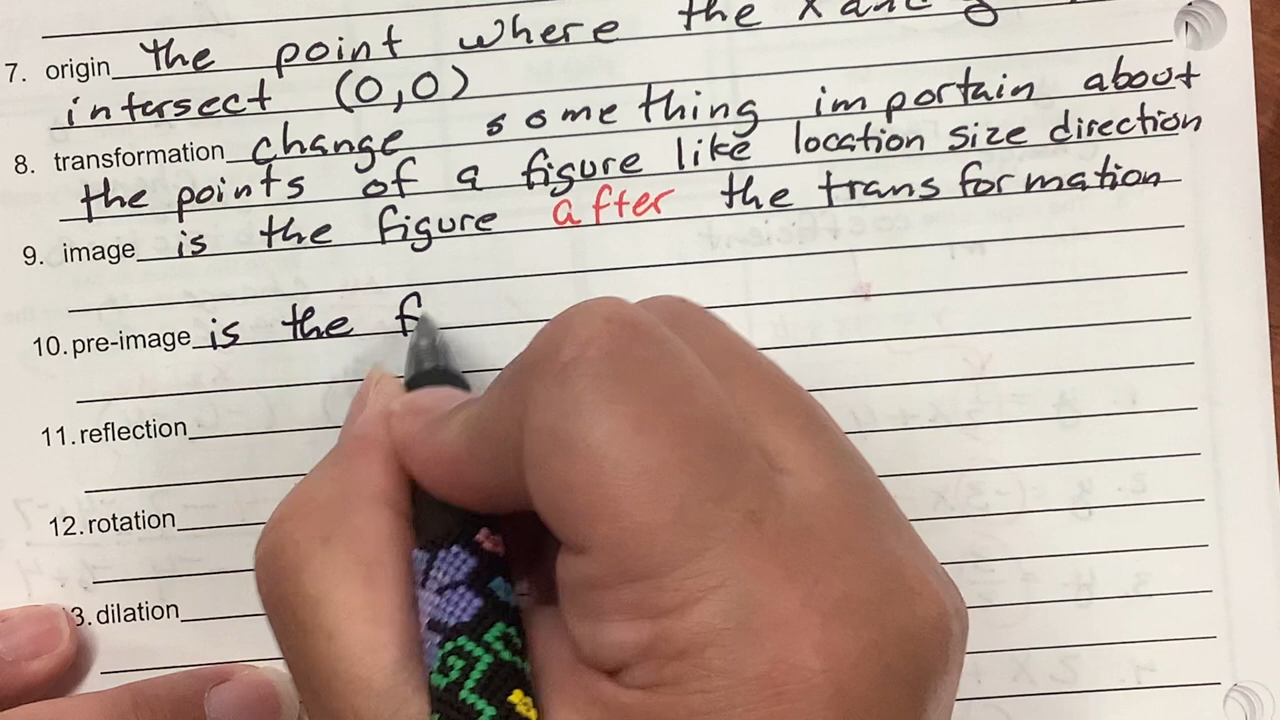 7. origin the point where the x and y
intersect (0,0)
8. transformation change something importain about
the points of a figure like location size direction
9. image is the figure after the transformation
10. pre-image is the f
11. reflection
12. rotation
3. dilation